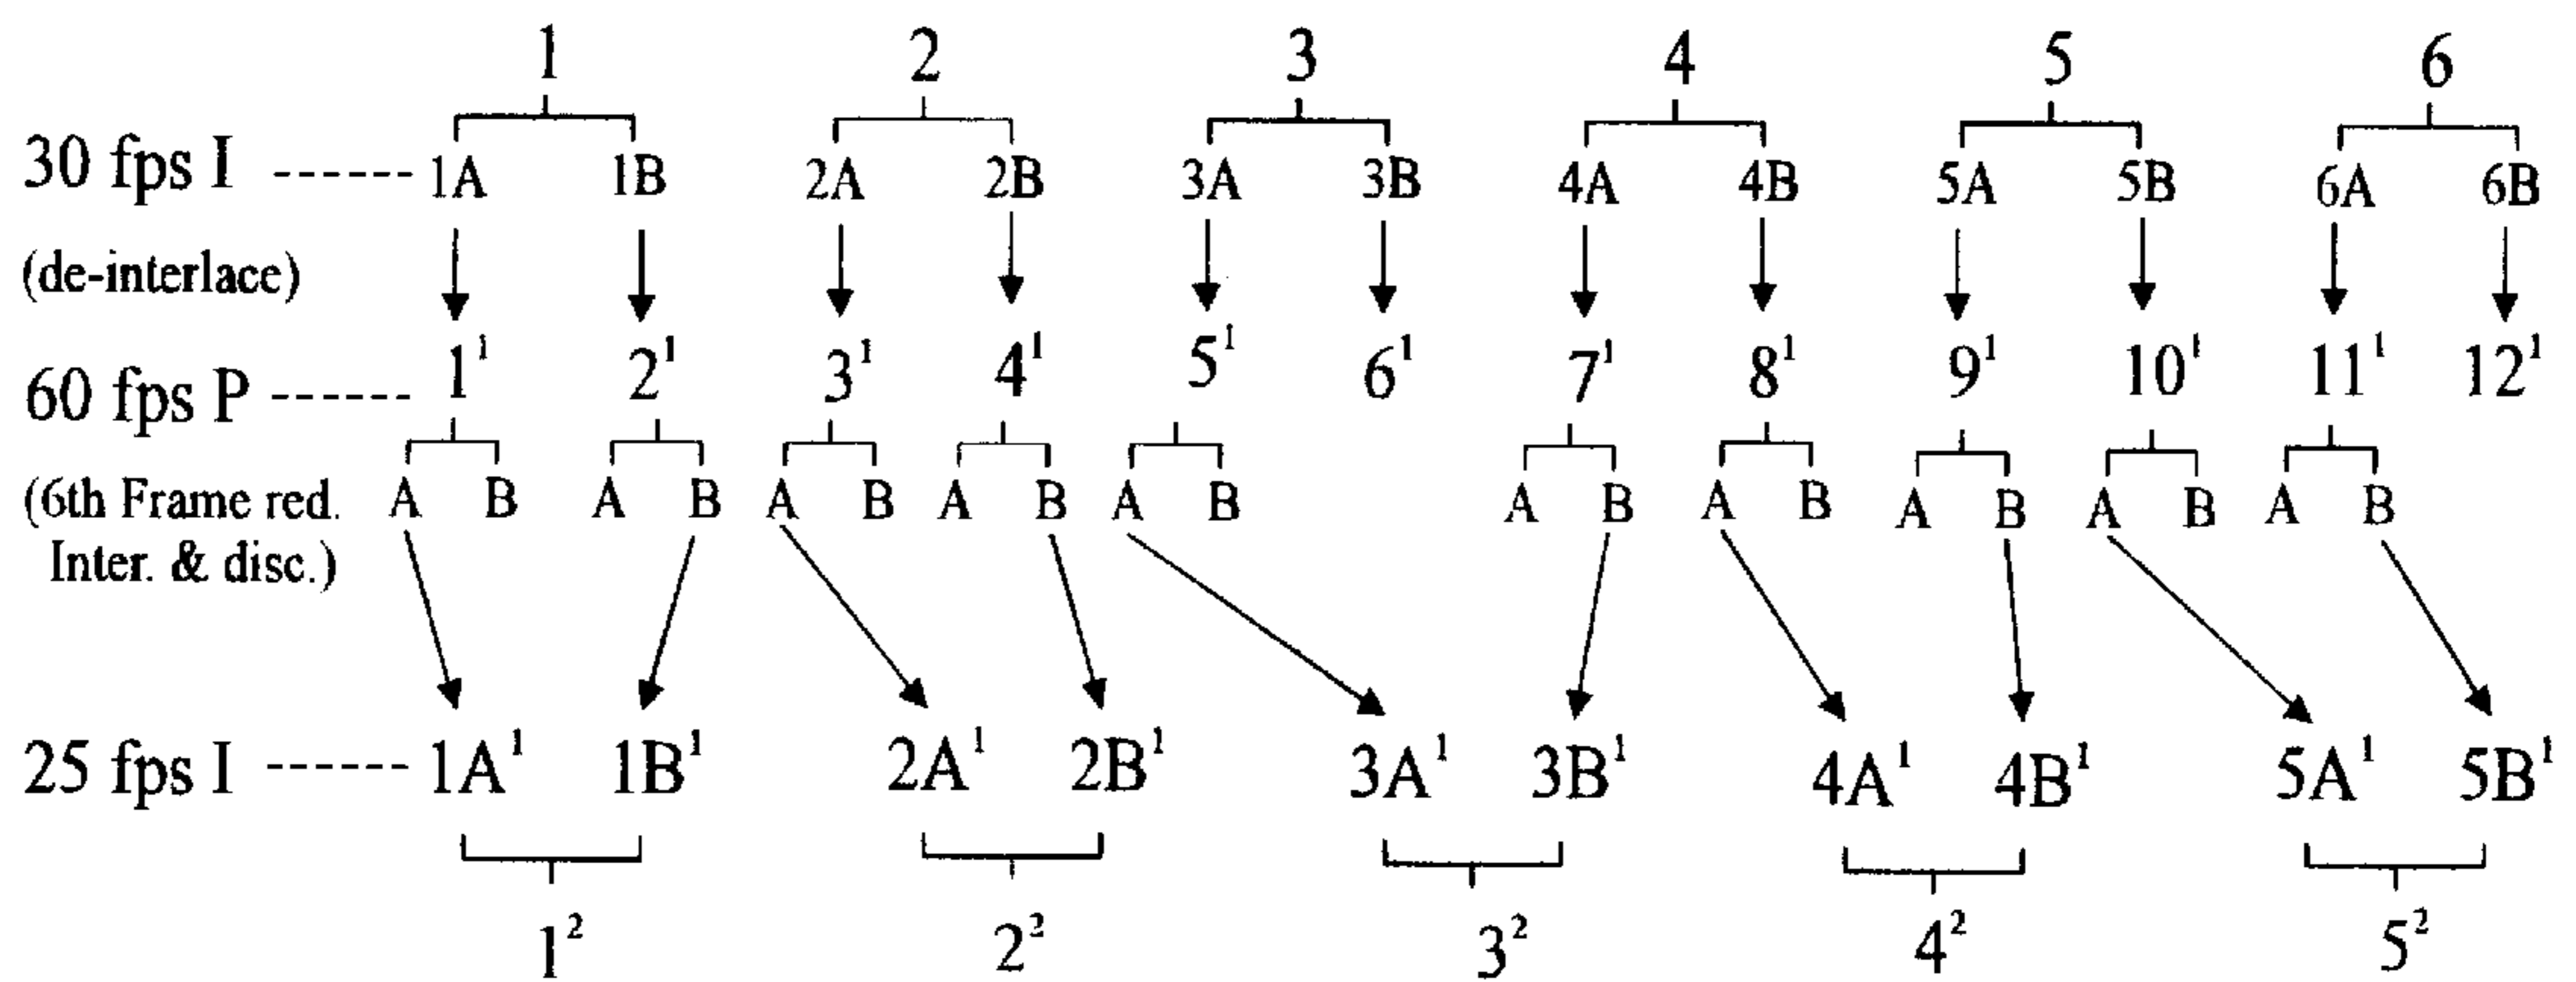 1 2 3 4 5 6
30 fps I ------ 1A 1B 2A 2B 3A 3B 4A 4B 5A 5B 6A 6B
(de-interlace)
60 fps P ------ 1¹ 2¹ 3¹ 4¹ 5¹ 6¹ 7¹ 8¹ 9¹ 10¹ 11¹ 12¹
(6th Frame red. A B A B A B A B A B A B A B A B A B A B
Inter. & disc.)
25 fps I ------ 1A¹ 1B¹ 2A¹ 2B¹ 3A¹ 3B¹ 4A¹ 4B¹ 5A¹ 5B¹
1² 2² 3² 4² 5²